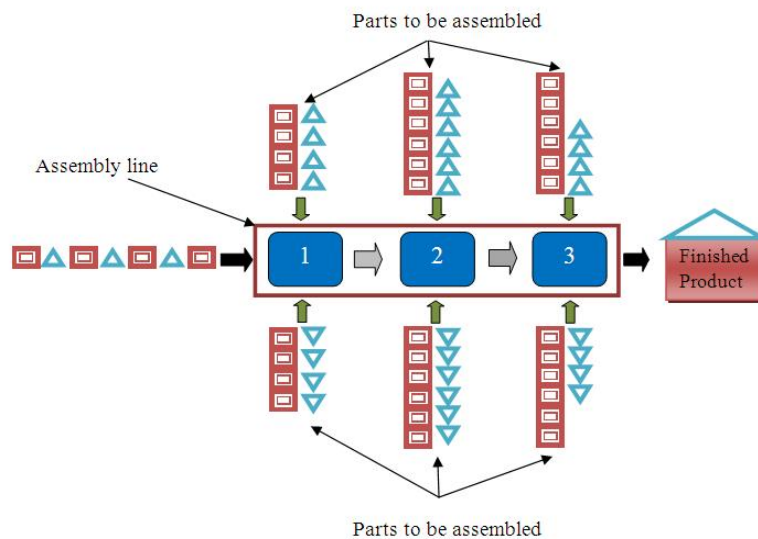 Parts to be assembled
Assembly line
1
2
3
Finished
Product
Parts to be assembled